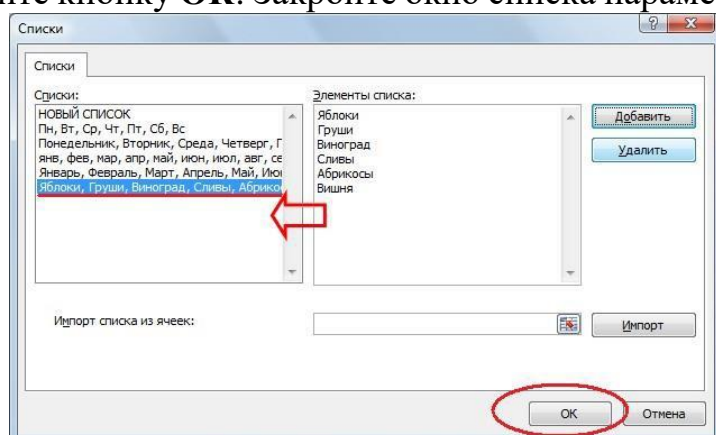 ите кнопку ОК. Закройте окно списка параме
Списки
Списки
Списки:
НОВЫЙ СПИСОК
Пн, Вт, Ср, Чт, Пт, Сб, Вс
Понедельник, Вторник, Среда, Четверг, П
янв, фев, мар, апр, май, июн, июл, авг, се
Январь, Февраль, Март, Апрель, Май, Ию
Яблоки, Груши, Виноград, Сливы, Абрико
Элементы списка:
Яблоки
Груши
Виноград
Сливы
Абрикосы
Вишня
Добавить
Удалить
Импорт списка из ячеек:
Импорт
ОК
Отмена